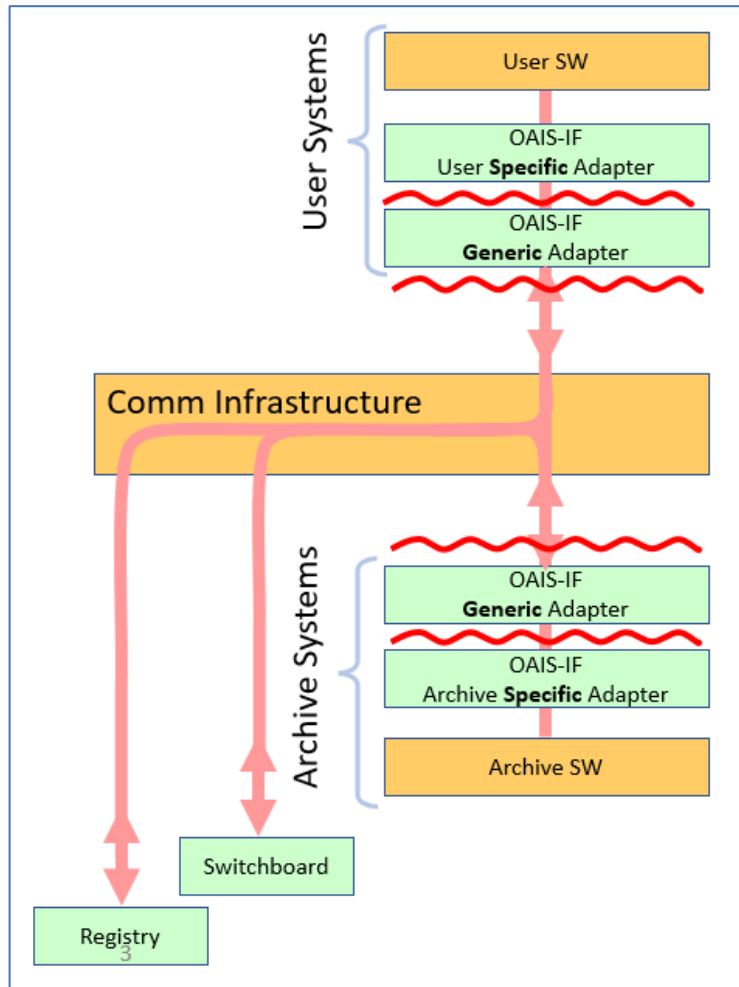 User Systems
User SW
OAIS-IF
User Specific Adapter
OAIS-IF
Generic Adapter
Comm Infrastructure
Archive Systems
OAIS-IF
Generic Adapter
OAIS-IF
Archive Specific Adapter
Archive SW
Switchboard
Registry
3